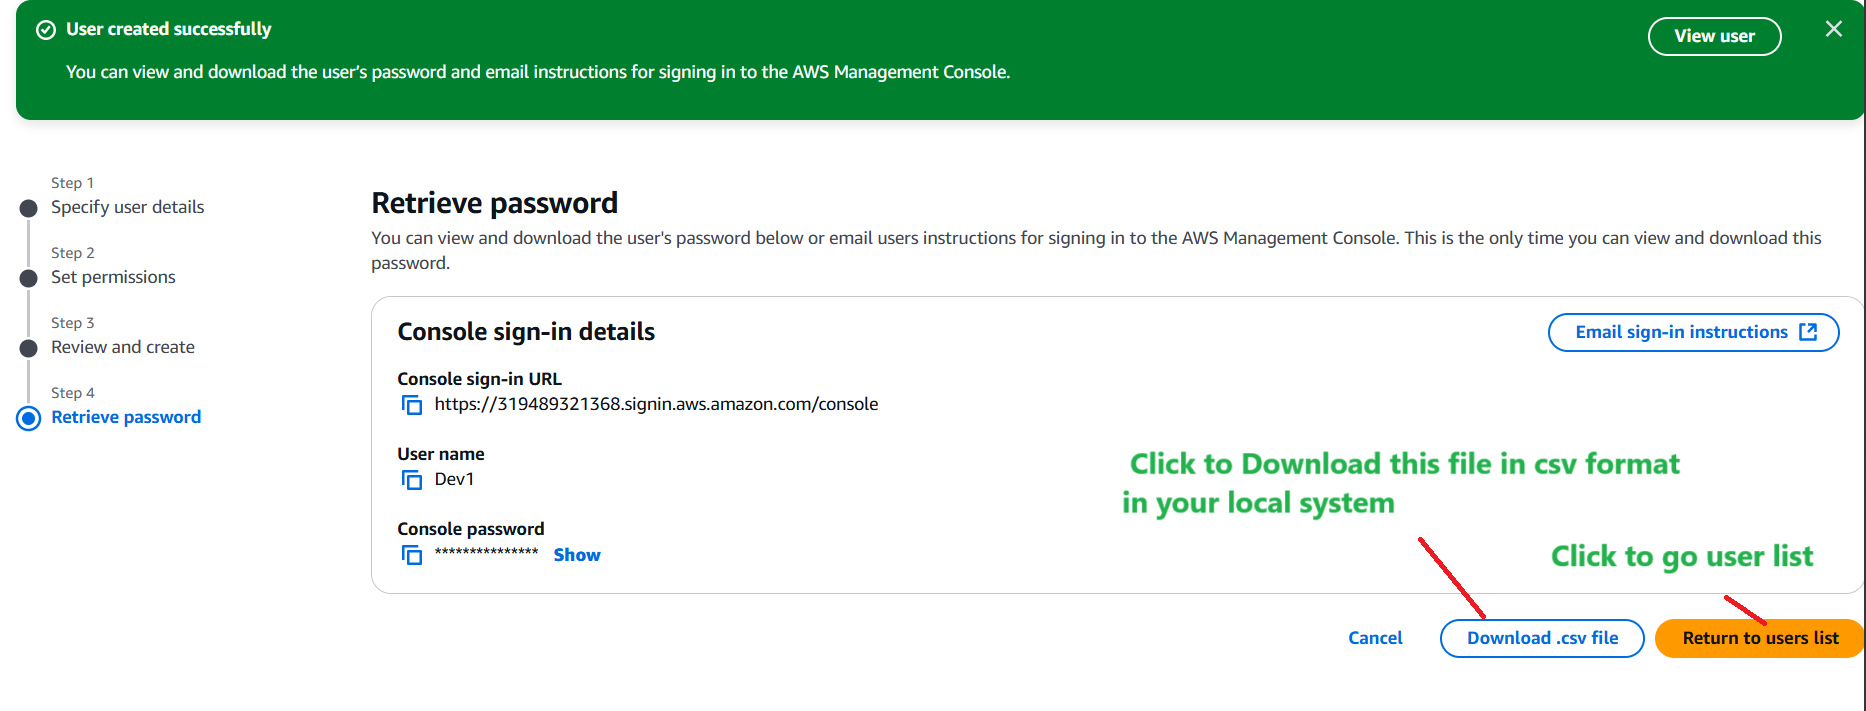 User created successfully
View user
You can view and download the user's password and email instructions for signing in to the AWS Management Console.
Step 1
Specify user details
Step 2
Set permissions
Step 3
Review and create
Step 4
Retrieve password
Retrieve password
You can view and download the user's password below or email users instructions for signing in to the AWS Management Console. This is the only time you can view and download this
password.
Console sign-in details
Email sign-in instructions
Console sign-in URL
https://319489321368.signin.aws.amazon.com/console
User name
Dev1
Console password
*************** Show
Click to Download this file in csv format
in your local system
Click to go user list
Cancel
Download .csv file
Return to users list